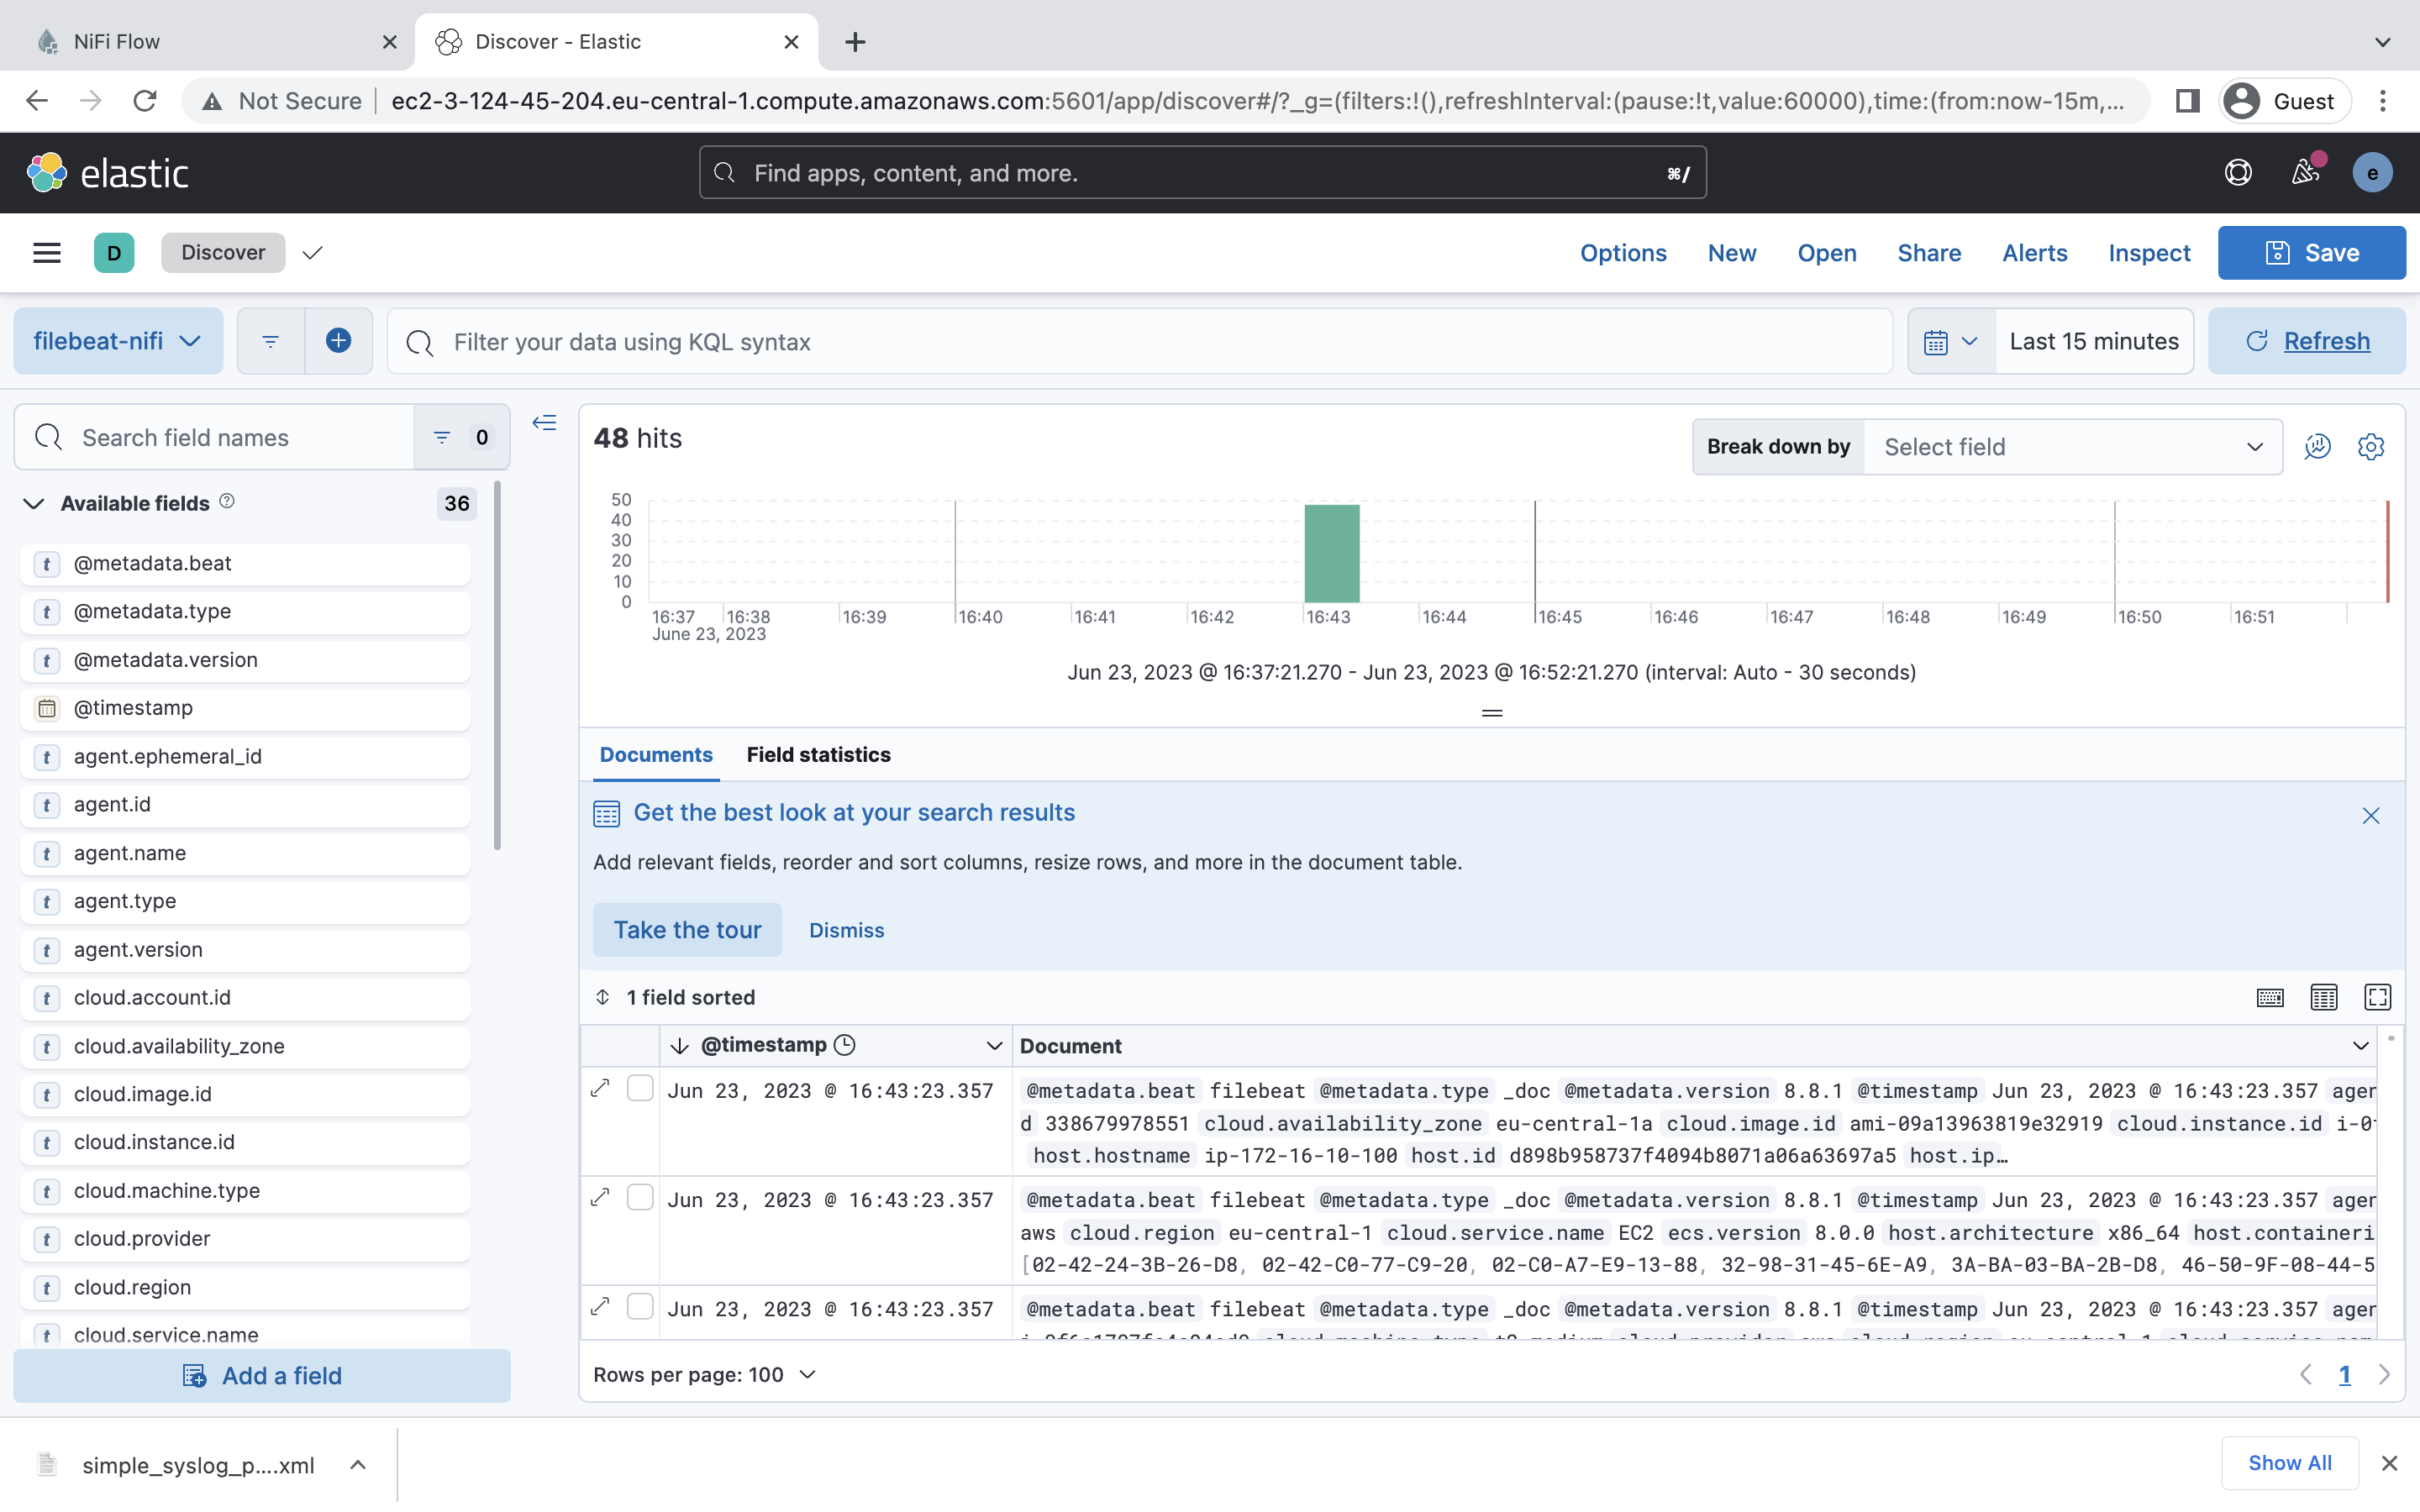 NiFi Flow
Discover - Elastic
Not Secure
ec2-3-124-45-204.eu-central-1.compute.amazonaws.com:5601/app/discover#/?_g=(filters:!(),refreshInterval:(pause:!t,value:60000),time:(from:now-15m,...
Guest
elastic
Find apps, content, and more.
⌘/
e
D
Discover
Options
New
Open
Share
Alerts
Inspect
Save
filebeat-nifi
Filter your data using KQL syntax
Last 15 minutes
Refresh
Search field names
0
Available fields
36
t @metadata.beat
t @metadata.type
t @metadata.version
@timestamp
t agent.ephemeral_id
t agent.id
t agent.name
t agent.type
t agent.version
t cloud.account.id
t cloud.availability_zone
t cloud.image.id
t cloud.instance.id
t cloud.machine.type
t cloud.provider
t cloud.region
t cloud.service.name
Add a field
48 hits
Break down by
Select field
50
40
30
20
10
0
16:37 16:38 16:39 16:40 16:41 16:42 16:43 16:44 16:45 16:46 16:47 16:48 16:49 16:50 16:51
June 23, 2023
Jun 23, 2023 @ 16:37:21.270 - Jun 23, 2023 @ 16:52:21.270 (interval: Auto - 30 seconds)
Documents
Field statistics
Get the best look at your search results
Add relevant fields, reorder and sort columns, resize rows, and more in the document table.
Take the tour
Dismiss
1 field sorted
@timestamp
Document
Jun 23, 2023 @ 16:43:23.357
@metadata.beat filebeat @metadata.type _doc @metadata.version 8.8.1 @timestamp Jun 23, 2023 @ 16:43:23.357 agen
d 338679978551 cloud.availability_zone eu-central-1a cloud.image.id ami-09a13963819e32919 cloud.instance.id i-0
host.hostname ip-172-16-10-100 host.id d898b958737f4094b8071a06a63697a5 host.ip…
Jun 23, 2023 @ 16:43:23.357
@metadata.beat filebeat @metadata.type _doc @metadata.version 8.8.1 @timestamp Jun 23, 2023 @ 16:43:23.357 agen
aws cloud.region eu-central-1 cloud.service.name EC2 ecs.version 8.0.0 host.architecture x86_64 host.containeri
[02-42-24-3B-26-D8, 02-42-C0-77-C9-20, 02-C0-A7-E9-13-88, 32-98-31-45-6E-A9, 3A-BA-03-BA-2B-D8, 46-50-9F-08-44-5
Jun 23, 2023 @ 16:43:23.357
@metadata.beat filebeat @metadata.type _doc @metadata.version 8.8.1 @timestamp Jun 23, 2023 @ 16:43:23.357 agen
Rows per page: 100
1
simple_syslog_p....xml
Show All